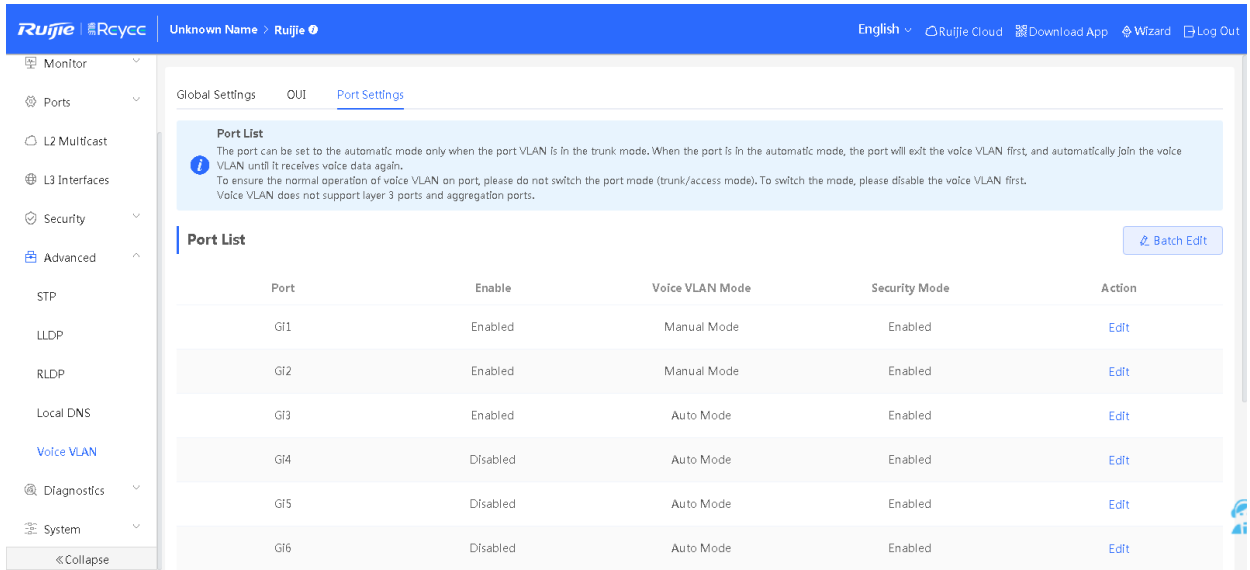 Ruijie Rcycc Unknown Name > Ruijie English Ruijie Cloud Download App Wizard Log Out
Monitor
Ports
L2 Multicast
L3 Interfaces
Security
Advanced
STP
LLDP
RLDP
Local DNS
Voice VLAN
Diagnostics
System
«Collapse
Global Settings OUI Port Settings
Port List
The port can be set to the automatic mode only when the port VLAN is in the trunk mode. When the port is in the automatic mode, the port will exit the voice VLAN first, and automatically join the voice
VLAN until it receives voice data again.
To ensure the normal operation of voice VLAN on port, please do not switch the port mode (trunk/access mode). To switch the mode, please disable the voice VLAN first.
Voice VLAN does not support layer 3 ports and aggregation ports.
Port List Batch Edit
Port Enable Voice VLAN Mode Security Mode Action
Gi1 Enabled Manual Mode Enabled Edit
Gi2 Enabled Manual Mode Enabled Edit
Gi3 Enabled Auto Mode Enabled Edit
Gi4 Disabled Auto Mode Enabled Edit
Gi5 Disabled Auto Mode Enabled Edit
Gi6 Disabled Auto Mode Enabled Edit